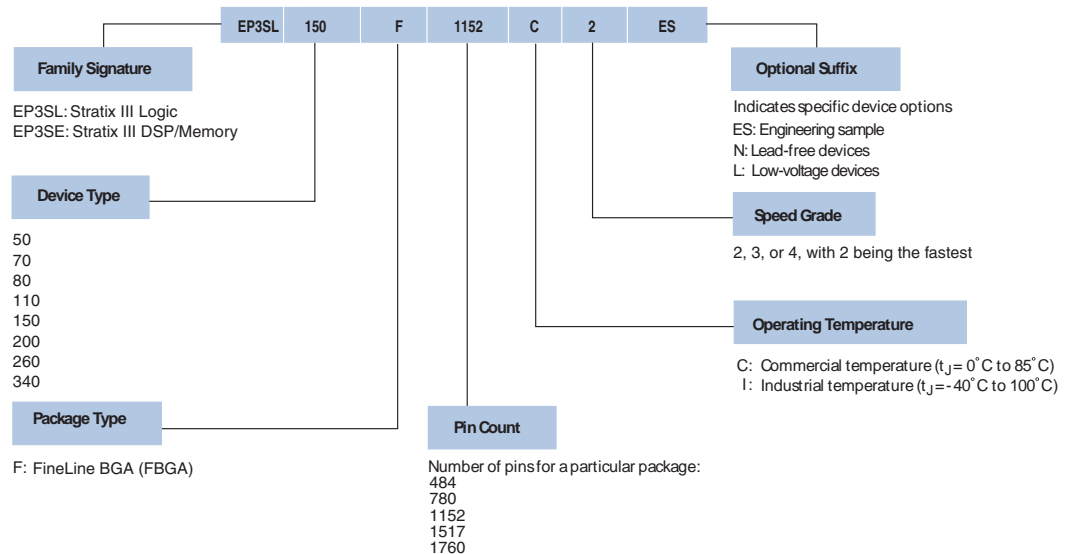 EP3SL 150 F 1152 C 2 ES
Family Signature
EP3SL: Stratix III Logic
EP3SE: Stratix III DSP/Memory
Device Type
50
70
80
110
150
200
260
340
Package Type
F: FineLine BGA (FBGA)
Pin Count
Number of pins for a particular package:
484
780
1152
1517
1760
Optional Suffix
Indicates specific device options
ES: Engineering sample
N: Lead-free devices
L: Low-voltage devices
Speed Grade
2, 3, or 4, with 2 being the fastest
Operating Temperature
C: Commercial temperature (tJ = 0˚C to 85˚C)
I: Industrial temperature (tJ = -40˚C to 100˚C)